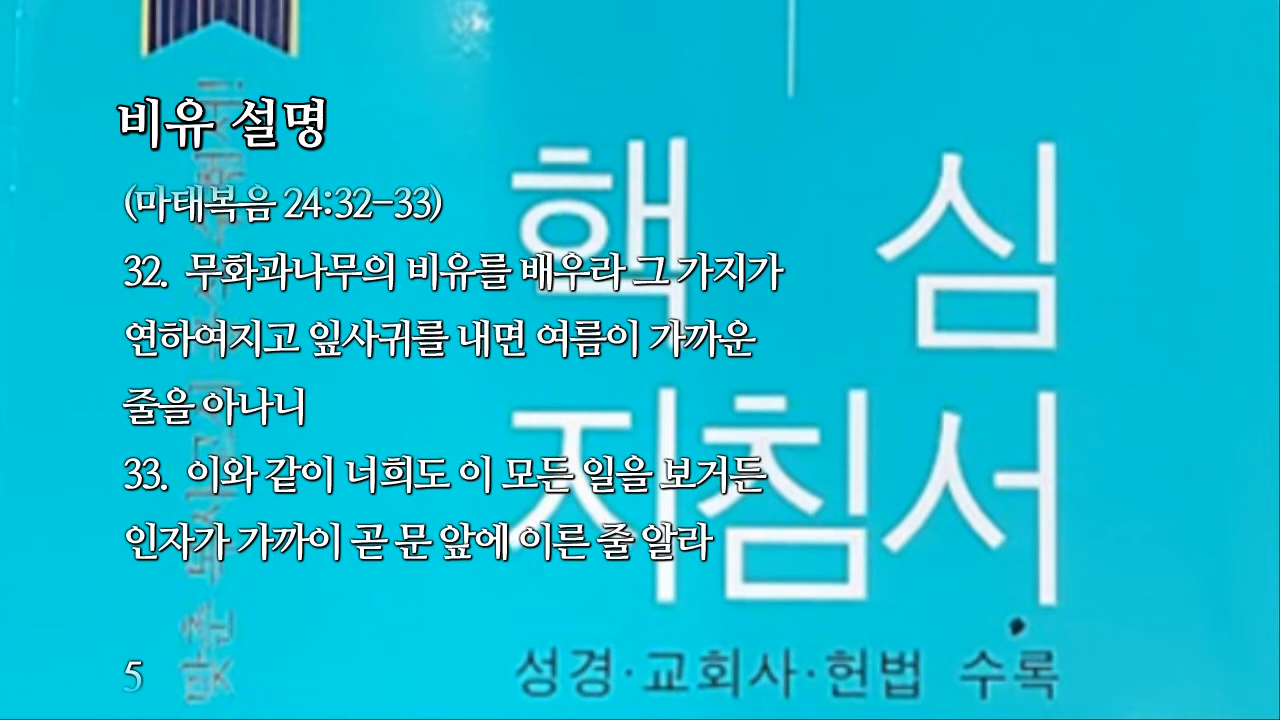 비유 설명
(마태복음 24:32-33)
32. 무화과나무의 비유를 배우라 그 가지가
연하여지고 잎사귀를 내면 여름이 가까운
줄을 아나니
33. 이와 같이 너희도 이 모든 일을 보거든
인자가 가까이 곧 문 앞에 이른 줄 알라
5
핵 심
지침서
성경·교회사·헌법 수록